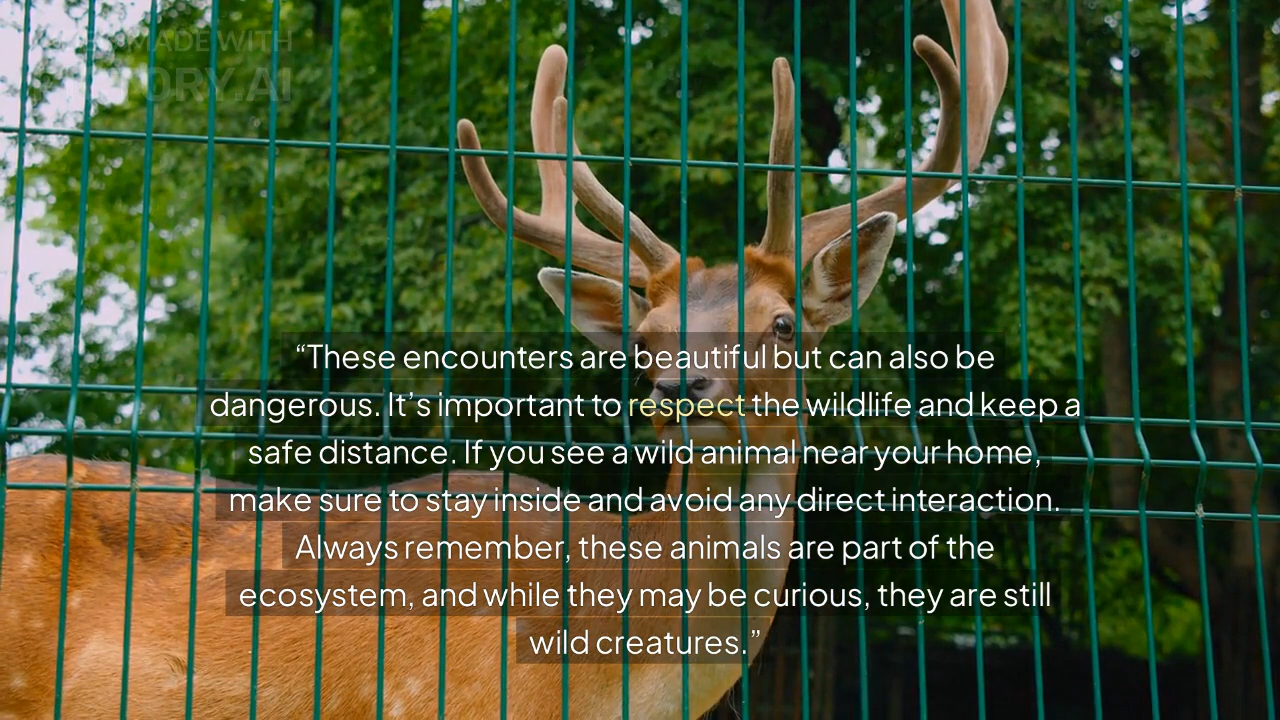 MADE WITH
STORY.AI
“These encounters are beautiful but can also be
dangerous. It’s important to respect the wildlife and keep a
safe distance. If you see a wild animal near your home,
make sure to stay inside and avoid any direct interaction.
Always remember, these animals are part of the
ecosystem, and while they may be curious, they are still
wild creatures.”